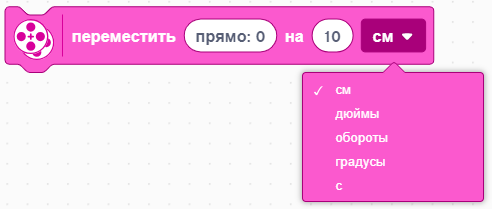 переместить прямо: 0 на 10 см
см
дюймы
обороты
градусы
с